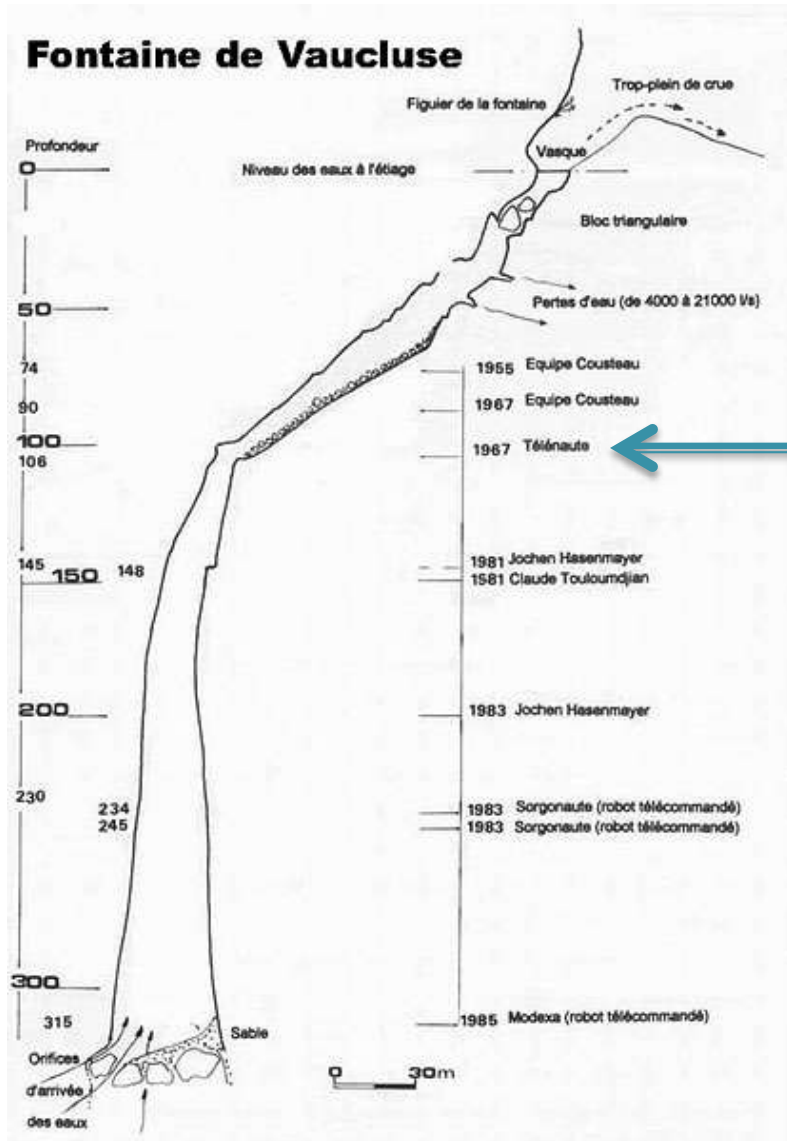 Fontaine de Vaucluse
Trop-plein de crue
Figuier de la fontaine
Profondeur
Vasque
0
Niveau des eaux à l'étiage
Bloc triangulaire
50
Pertes d'eau (de 4000 à 21000 l/s)
74
1955 Equipe Cousteau
90
1967 Equipe Cousteau
100
106
1967 Télénaute
145
148
1981 Jochen Hasenmayer
150
1581 Claude Touloumdjian
200
1983 Jochen Hasenmayer
230
234
1983 Sorgonaute (robot télécommandé)
245
1983 Sorgonaute (robot télécommandé)
300
315
1985 Modexa (robot télécommandé)
Sable
Orifices
d'arrivée
des eaux
0 30m